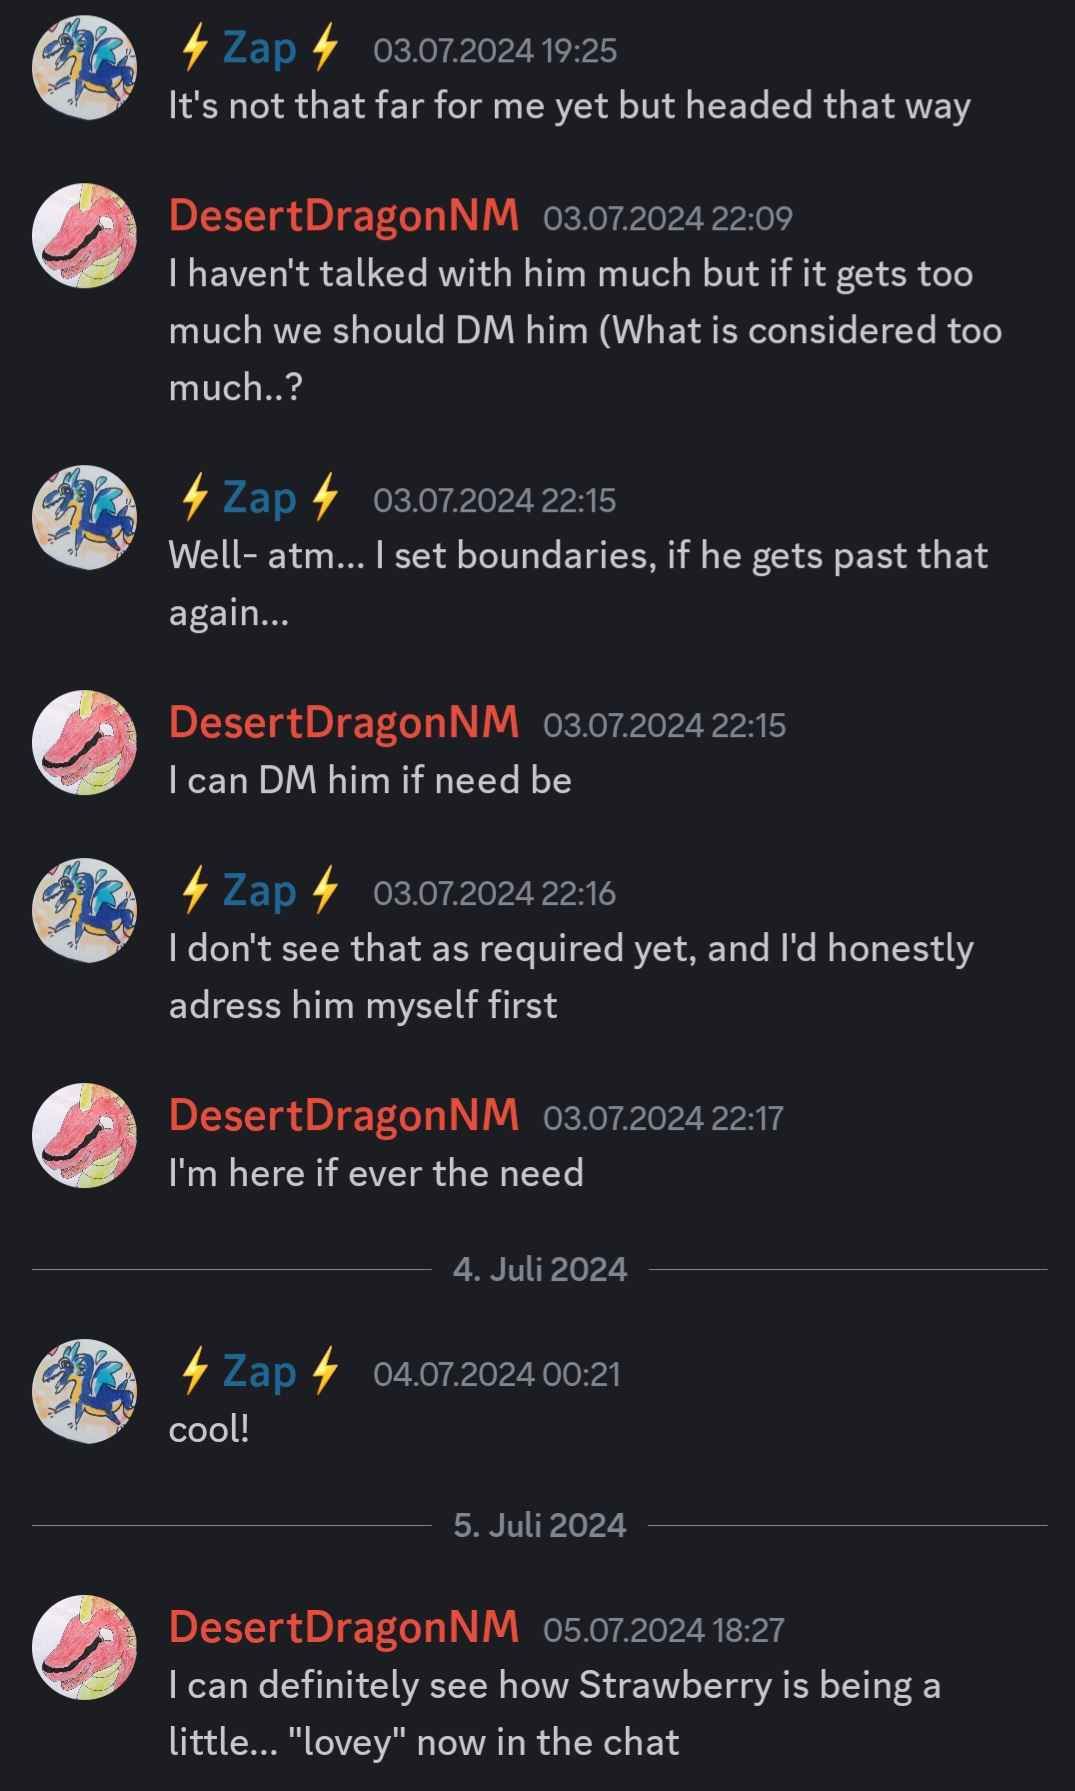 ⚡ Zap ⚡ 03.07.2024 19:25
It's not that far for me yet but headed that way
DesertDragonNM 03.07.2024 22:09
I haven't talked with him much but if it gets too
much we should DM him (What is considered too
much..?
⚡ Zap ⚡ 03.07.2024 22:15
Well- atm... I set boundaries, if he gets past that
again...
DesertDragonNM 03.07.2024 22:15
I can DM him if need be
⚡ Zap ⚡ 03.07.2024 22:16
I don't see that as required yet, and I'd honestly
adress him myself first
DesertDragonNM 03.07.2024 22:17
I'm here if ever the need
4. Juli 2024
⚡ Zap ⚡ 04.07.2024 00:21
cool!
5. Juli 2024
DesertDragonNM 05.07.2024 18:27
I can definitely see how Strawberry is being a
little... "lovey" now in the chat